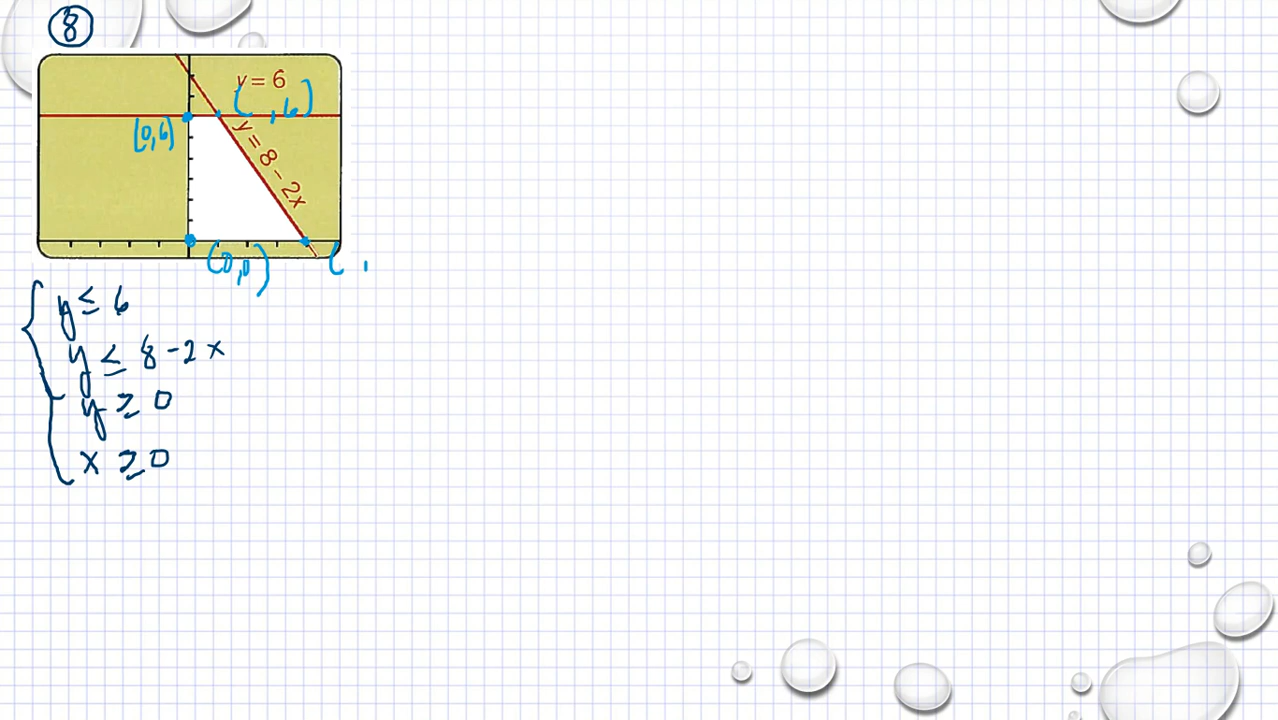 8
y = 6
( , 6)
(0,6)
y = 8 - 2x
(0,0)
( ,
y ≤ 6
y ≤ 8 - 2x
y ≥ 0
x ≥ 0